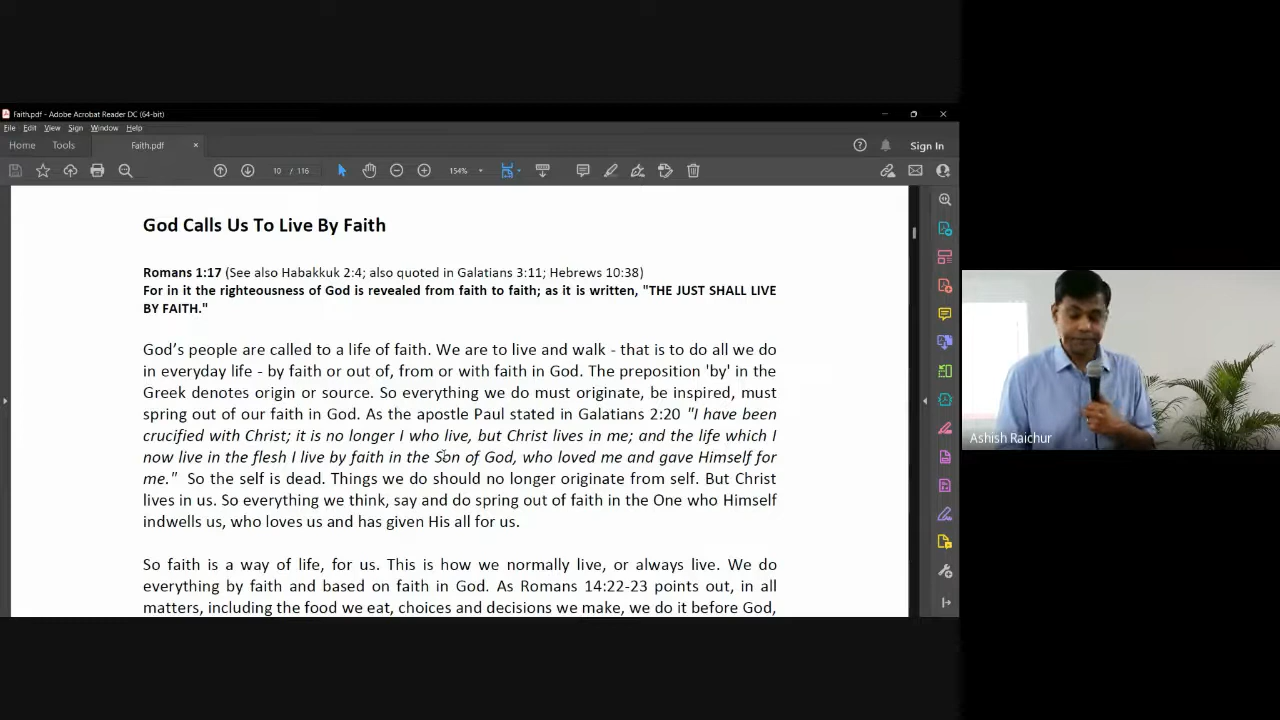 Faith.pdf - Adobe Acrobat Reader DC (64-bit)
File Edit View Sign Window Help
Home Tools Faith.pdf × Sign In
10 / 116 154%
God Calls Us To Live By Faith
Romans 1:17 (See also Habakkuk 2:4; also quoted in Galatians 3:11; Hebrews 10:38)
For in it the righteousness of God is revealed from faith to faith; as it is written, "THE JUST SHALL LIVE
BY FAITH."
God’s people are called to a life of faith. We are to live and walk - that is to do all we do
in everyday life - by faith or out of, from or with faith in God. The preposition 'by' in the
Greek denotes origin or source. So everything we do must originate, be inspired, must
spring out of our faith in God. As the apostle Paul stated in Galatians 2:20 "I have been
crucified with Christ; it is no longer I who live, but Christ lives in me; and the life which I
now live in the flesh I live by faith in the Son of God, who loved me and gave Himself for
me." So the self is dead. Things we do should no longer originate from self. But Christ
lives in us. So everything we think, say and do spring out of faith in the One who Himself
indwells us, who loves us and has given His all for us.
So faith is a way of life, for us. This is how we normally live, or always live. We do
everything by faith and based on faith in God. As Romans 14:22-23 points out, in all
matters, including the food we eat, choices and decisions we make, we do it before God,
Ashish Raichur